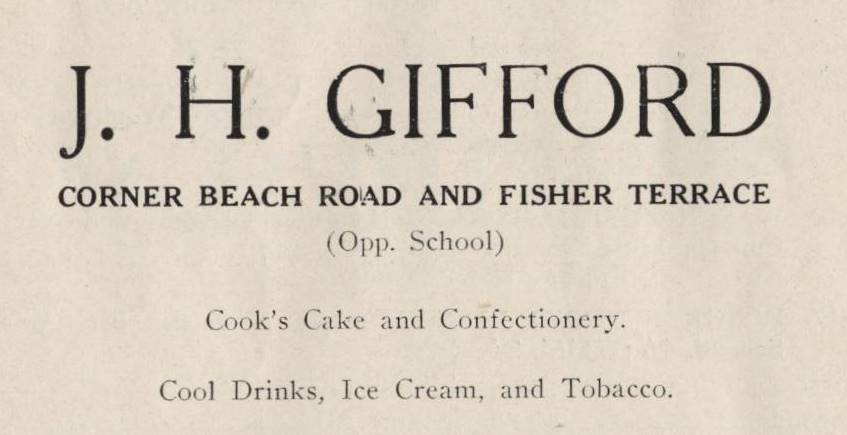 J. H. GIFFORD
CORNER BEACH ROAD AND FISHER TERRACE
(Opp. School)
Cook's Cake and Confectionery.
Cool Drinks, Ice Cream, and Tobacco.